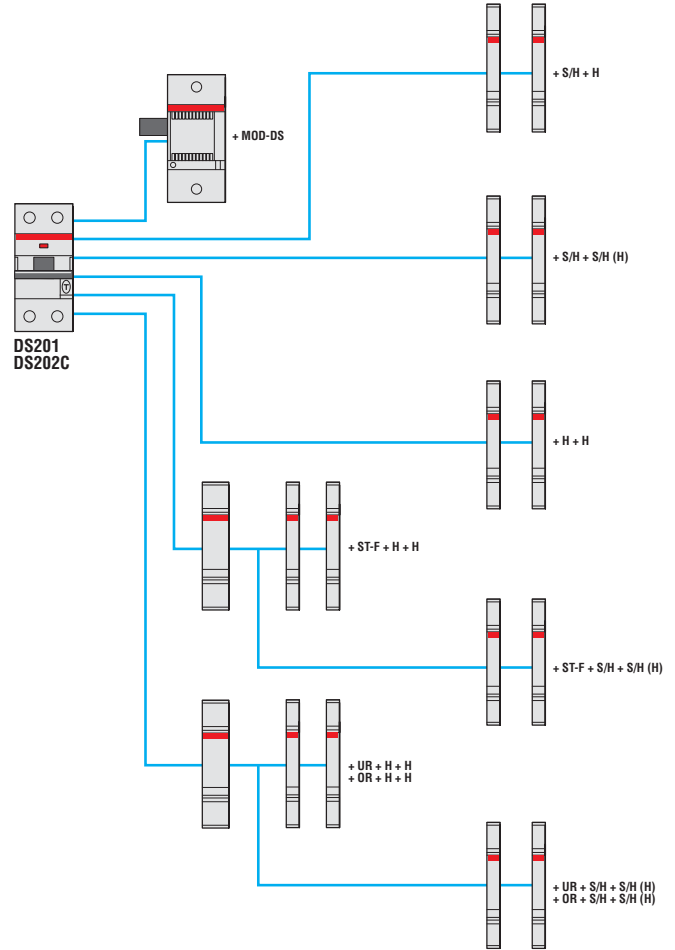 + S/H + H
+ MOD-DS
+ S/H + S/H (H)
T
DS201
DS202C
+ H + H
+ ST-F + H + H
+ ST-F + S/H + S/H (H)
+ UR + H + H
+ OR + H + H
+ UR + S/H + S/H (H)
+ OR + S/H + S/H (H)